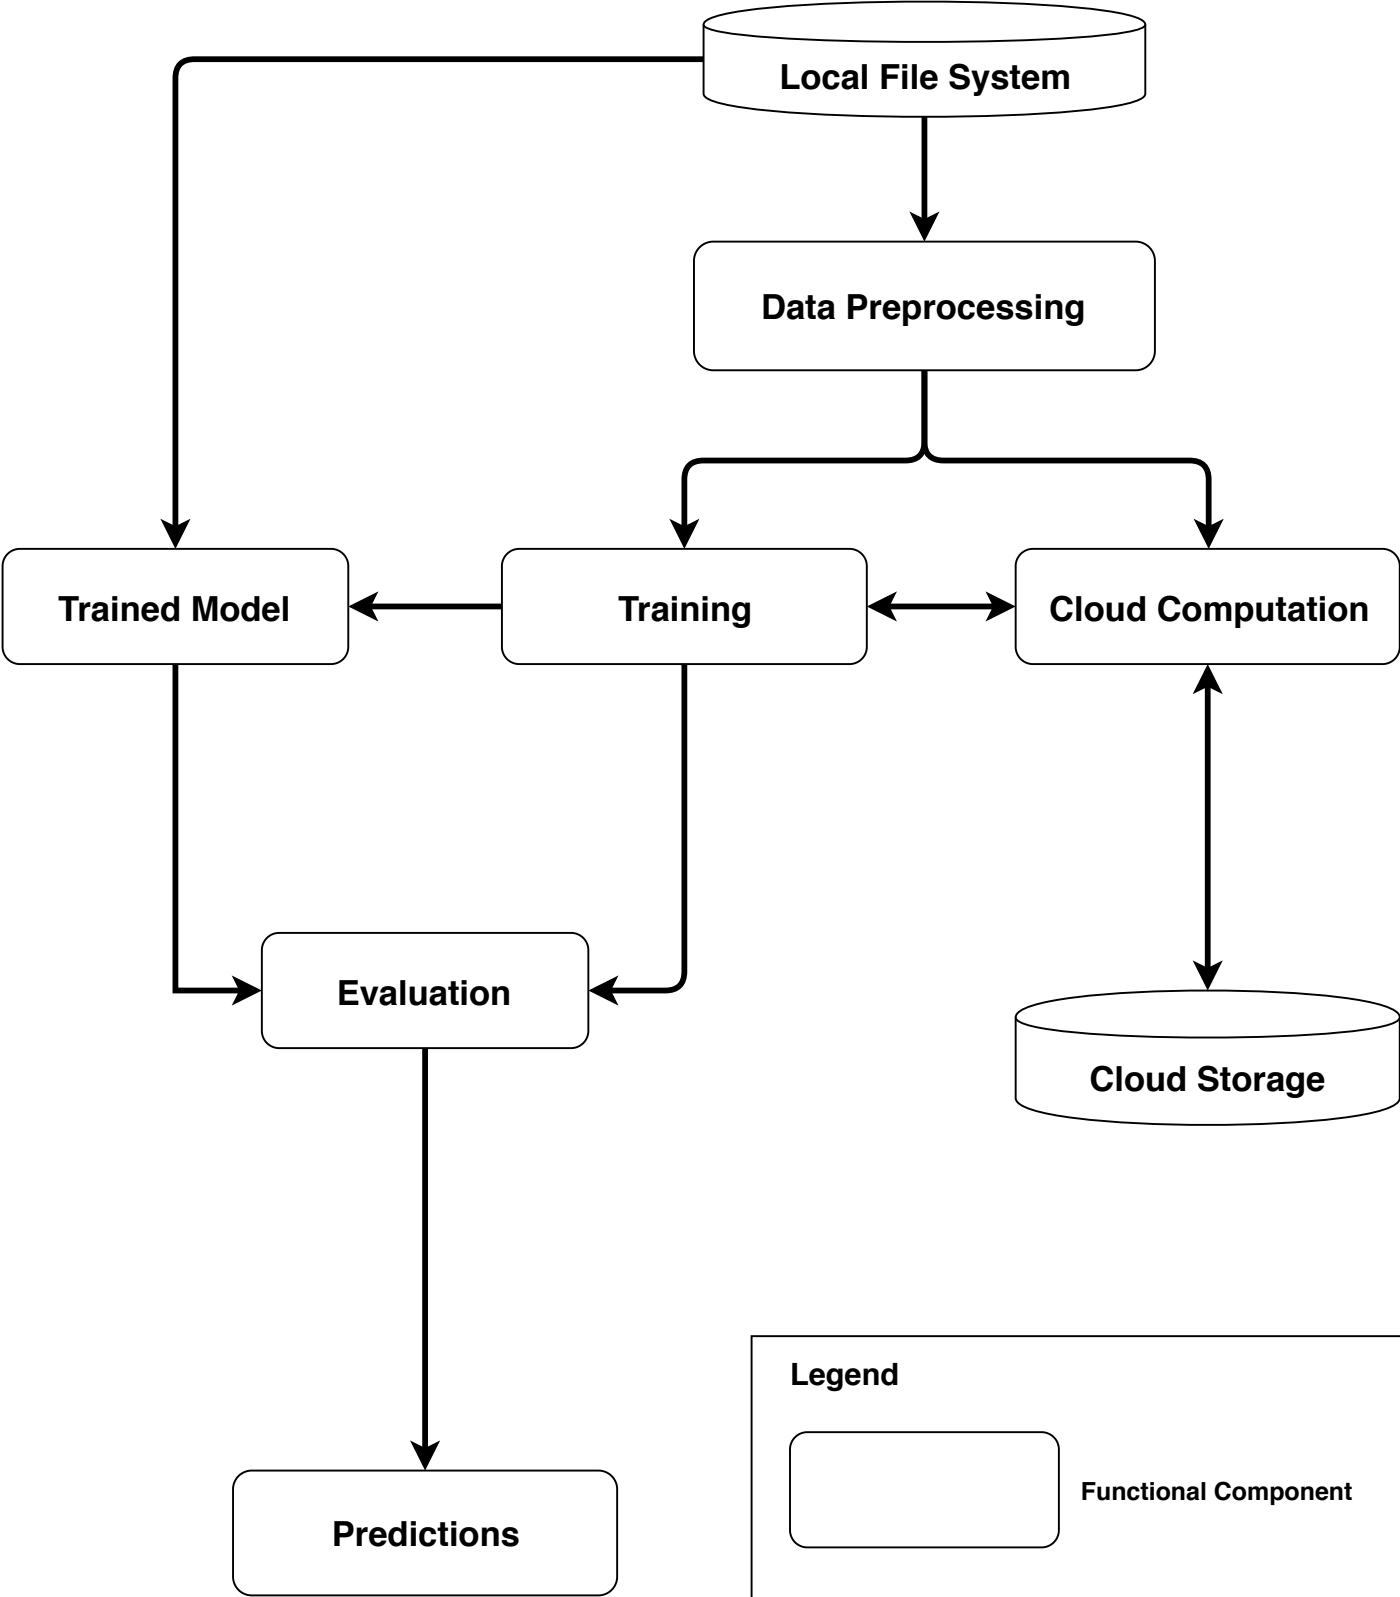 Local File System
Data Preprocessing
Trained Model
Training
Cloud Computation
Evaluation
Cloud Storage
Legend
Functional Component
Predictions